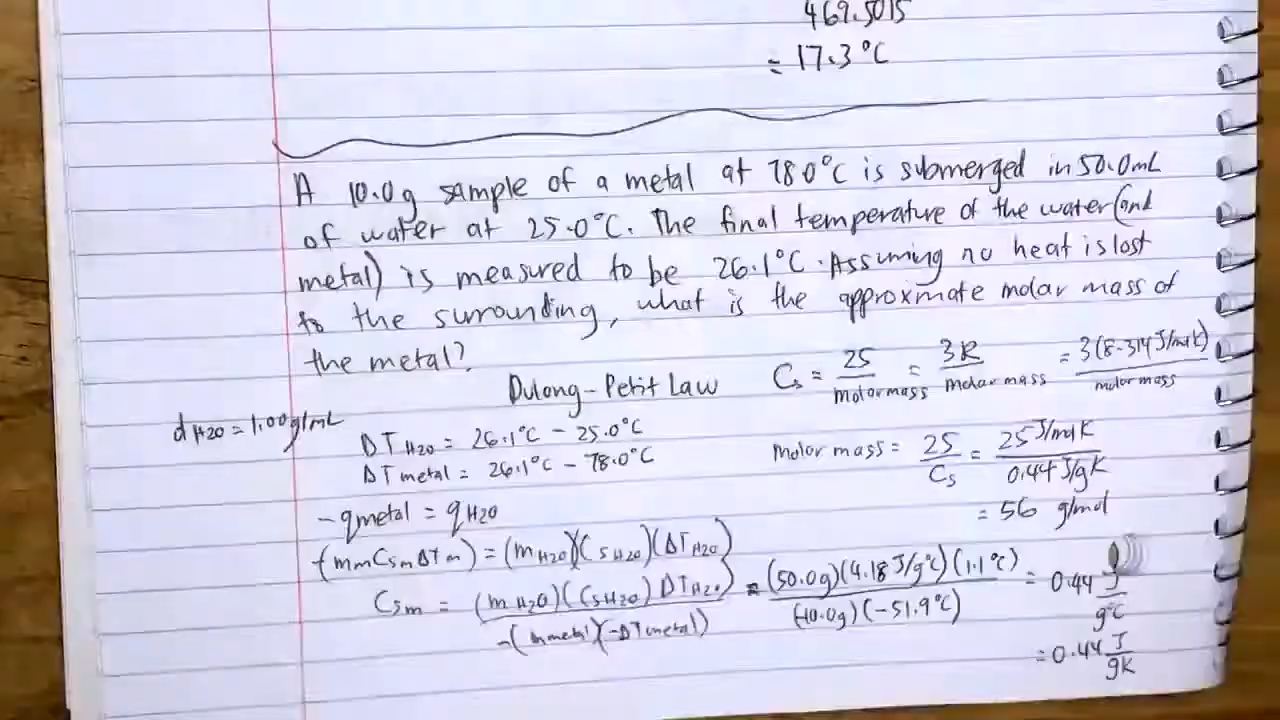 469.5015
= 17.3°C
A 10.0g sample of a metal at 78.0°C is submerged in 50.0mL
of water at 25.0°C. The final temperature of the water (and
metal) is measured to be 26.1°C. Assuming no heat is lost
to the surounding, what is the approximate molar mass of
the metal?
Dulong-Petit Law
Cs = 25/molar mass = 3R/molar mass = 3(8.314 J/molK)/molar mass
dH2O = 1.00g/mL
ΔT H2O = 26.1°C - 25.0°C
ΔT metal = 26.1°C - 78.0°C
molar mass = 25/Cs = 25 J/molK / 0.44 J/gK
= 56 g/mol
-qmetal = qH2O
-(mmCsmΔTm) = (mH2O)(CsH2O)(ΔTH2O)
Csm = (mH2O)(CsH2O)ΔTH2O) / -(mmetal)(-ΔTmetal) = (50.0g)(4.18 J/g°C)(1.1°C) / (-10.0g)(-51.9°C) = 0.44 J/g°C
= 0.44 J/gK